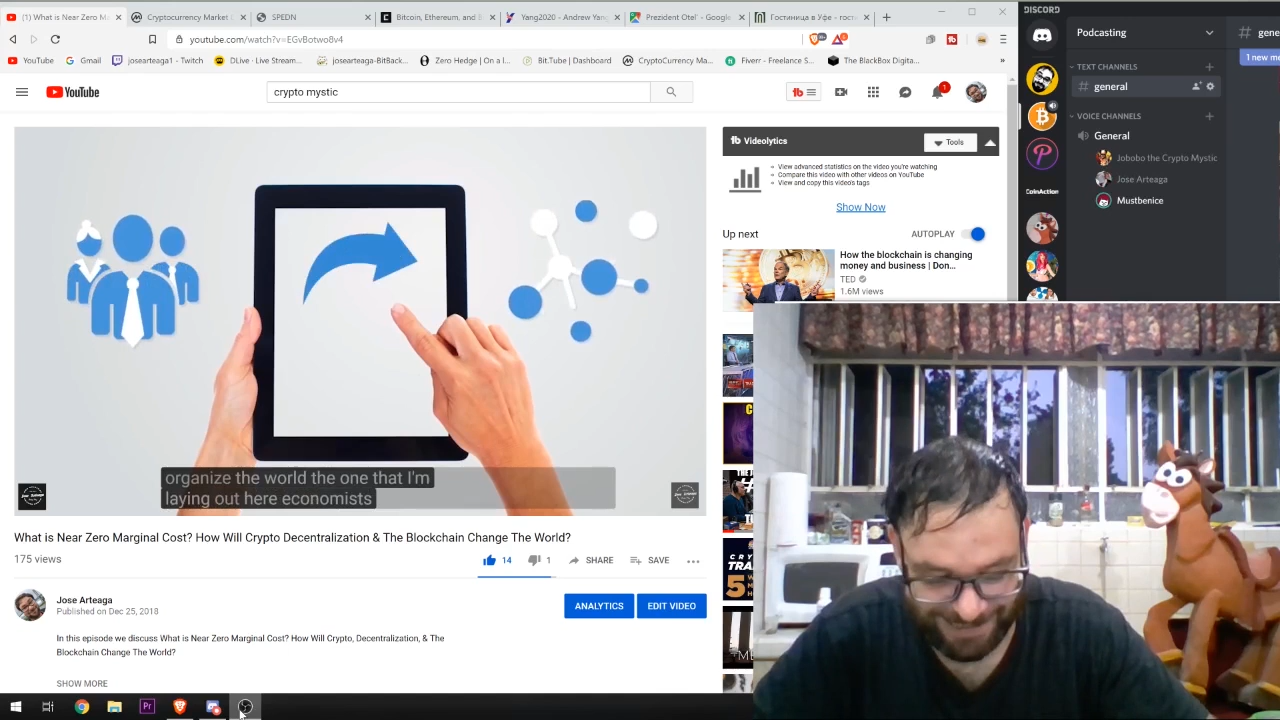 (1) What is Near Zero Ma
Cryptocurrency Market
SPEDN
Bitcoin, Ethereum, and B
Yang2020 - Andrew Yan
Prezident Otel' - Google
Гостиница в Уфе - гост
youtube.com/watch?v=EGvBotwo8v4
YouTube
Gmail
josearteaga1 - Twitch
DLive · Live Stream...
josearteaga-BitBack...
Zero Hedge | On a l...
Bit.Tube | Dashboard
CryptoCurrency Ma...
Fiverr - Freelance S...
The BlackBox Digita...
»
YouTube
crypto mystic
1
organize the world the one that I'm
laying out here economists
What is Near Zero Marginal Cost? How Will Crypto Decentralization & The Blockchain Change The World?
175 views
14
1
SHARE
SAVE
Jose Arteaga
Published on Dec 25, 2018
ANALYTICS
EDIT VIDEO
In this episode we discuss What is Near Zero Marginal Cost? How Will Crypto, Decentralization, & The
Blockchain Change The World?
SHOW MORE
Videolytics
Tools
View advanced statistics on the video you're watching
Compare this video with other videos on YouTube
View and copy this video's tags
Show Now
Up next
AUTOPLAY
How the blockchain is changing
money and business | Don...
TED
1.6M views
DISCORD
CoinAction
Podcasting
TEXT CHANNELS
# general
VOICE CHANNELS
General
Jobobo the Crypto Mystic
Jose Arteaga
Mustbenice
# gene
1 new me